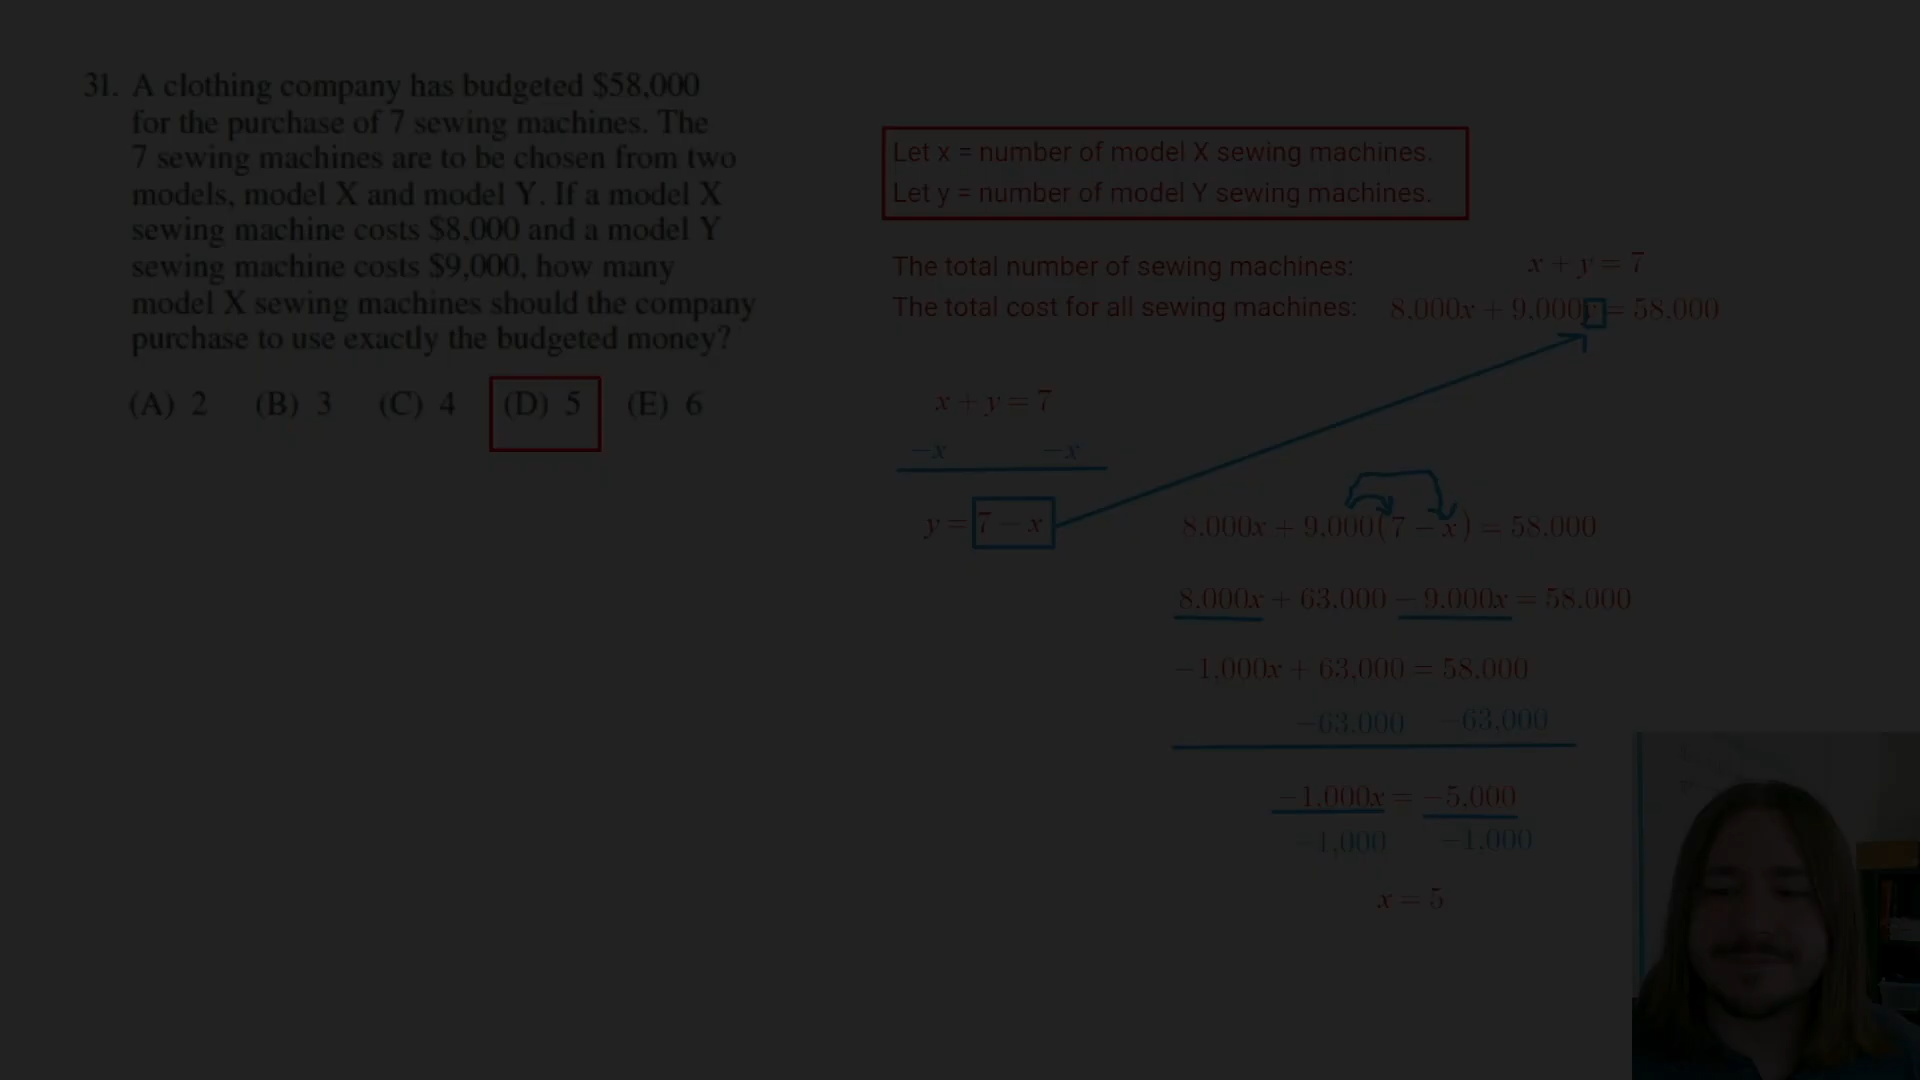 31. A clothing company has budgeted $58,000
for the purchase of 7 sewing machines. The
7 sewing machines are to be chosen from two
models, model X and model Y. If a model X
sewing machine costs $8,000 and a model Y
sewing machine costs $9,000, how many
model X sewing machines should the company
purchase to use exactly the budgeted money?
(A) 2 (B) 3 (C) 4 (D) 5 (E) 6
Let x = number of model X sewing machines.
Let y = number of model Y sewing machines.
The total number of sewing machines: x + y = 7
The total cost for all sewing machines: 8,000x + 9,000y = 58,000
x + y = 7
−x −x
y = 7 − x
8,000x + 9,000(7 − x) = 58,000
8,000x + 63,000 − 9,000x = 58,000
−1,000x + 63,000 = 58,000
−63,000 −63,000
−1,000x = −5,000
−1,000 −1,000
x = 5